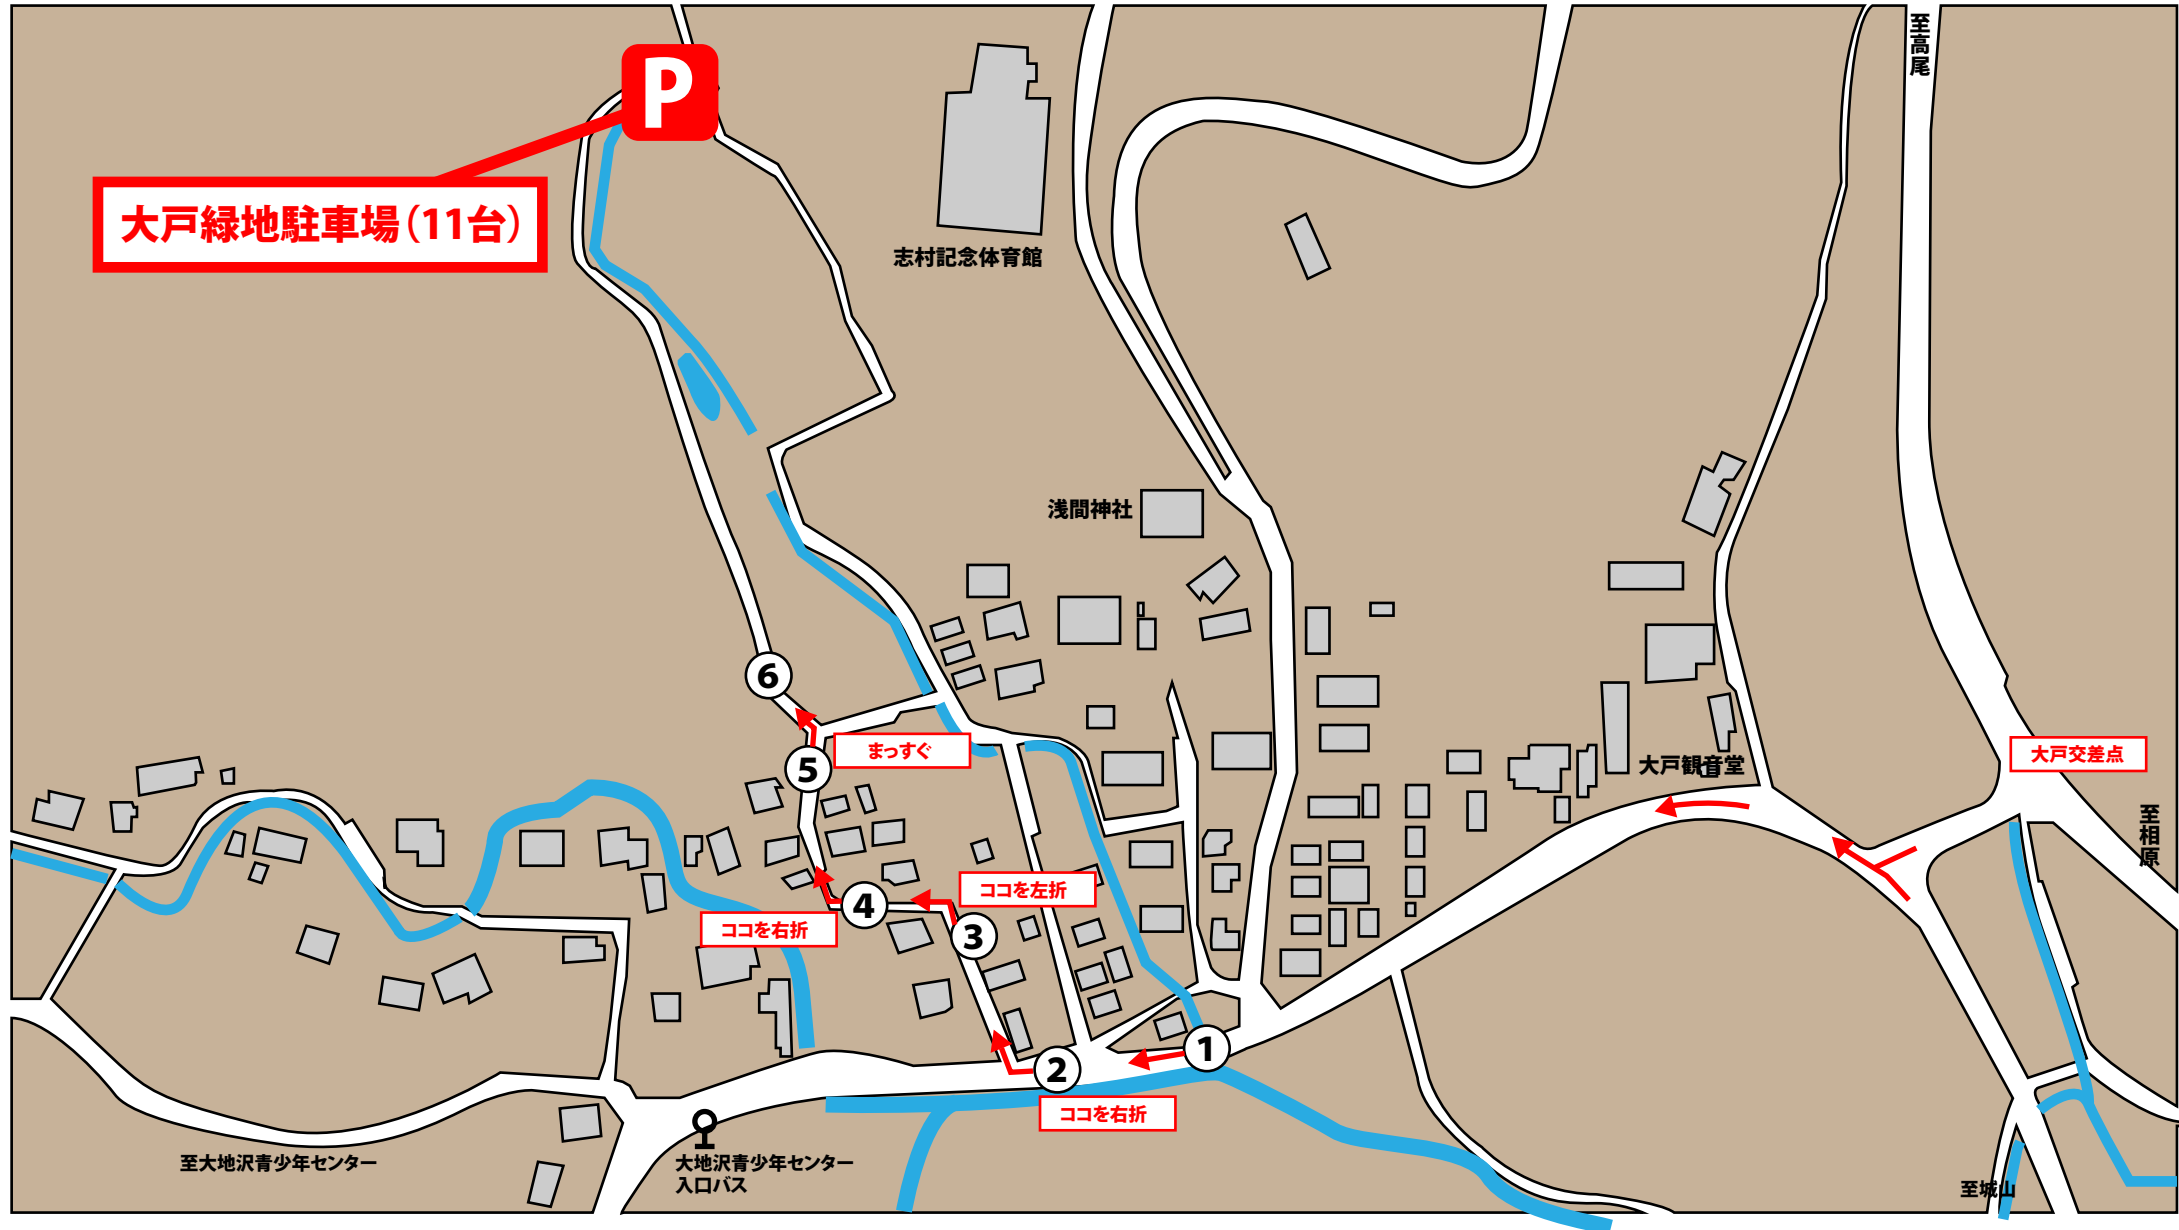 至高尾
P
大戸緑地駐車場（11台）
志村記念体育館
浅間神社
6
まっすぐ
5
大戸観音堂
大戸交差点
至相原
ココを左折
4
ココを右折
3
1
2
ココを右折
至大地沢青少年センター
大地沢青少年センター
入口バス
至城山